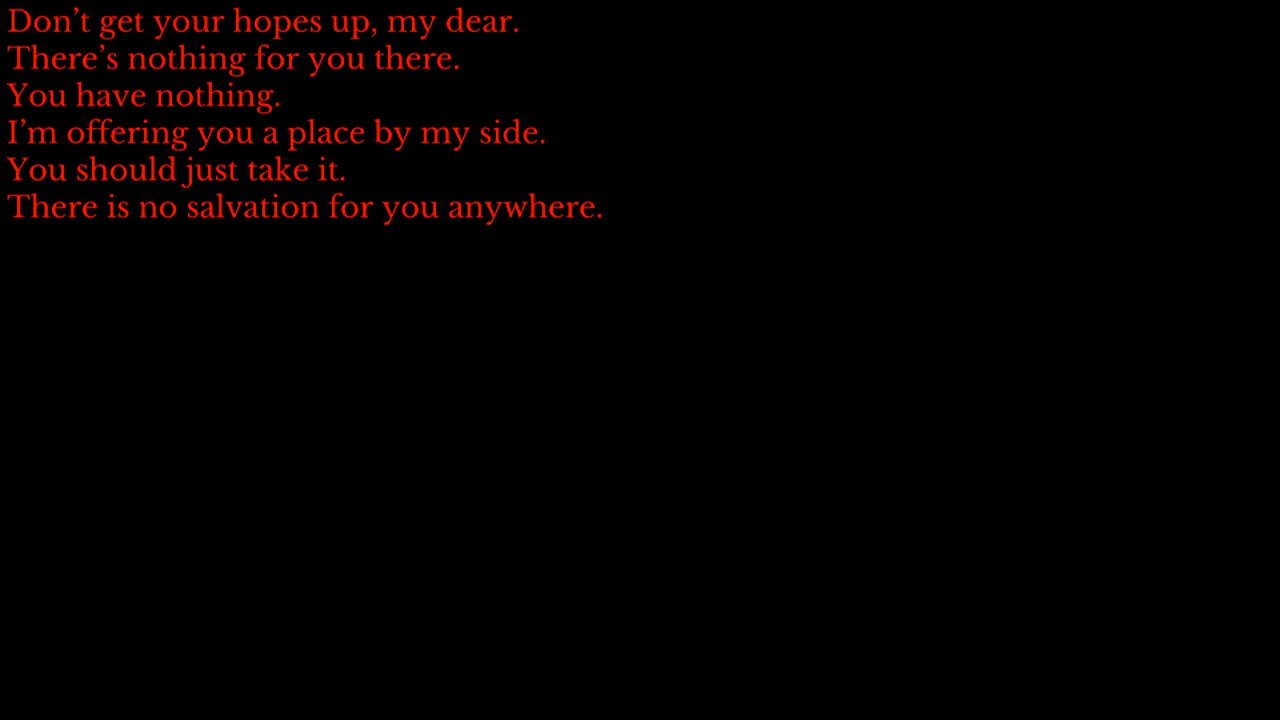 Don’t get your hopes up, my dear.
There’s nothing for you there.
You have nothing.
I’m offering you a place by my side.
You should just take it.
There is no salvation for you anywhere.